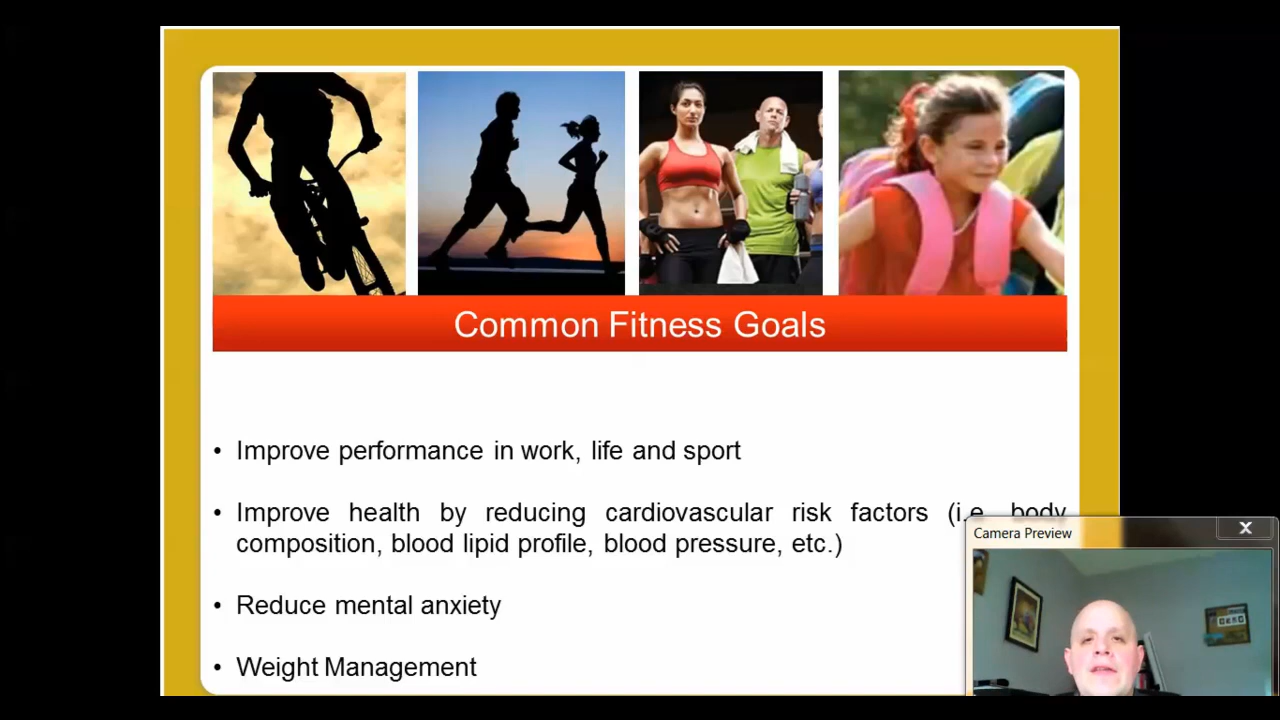 Common Fitness Goals
• Improve performance in work, life and sport
• Improve health by reducing cardiovascular risk factors (i.e. body
composition, blood lipid profile, blood pressure, etc.)
• Reduce mental anxiety
• Weight Management
Camera Preview